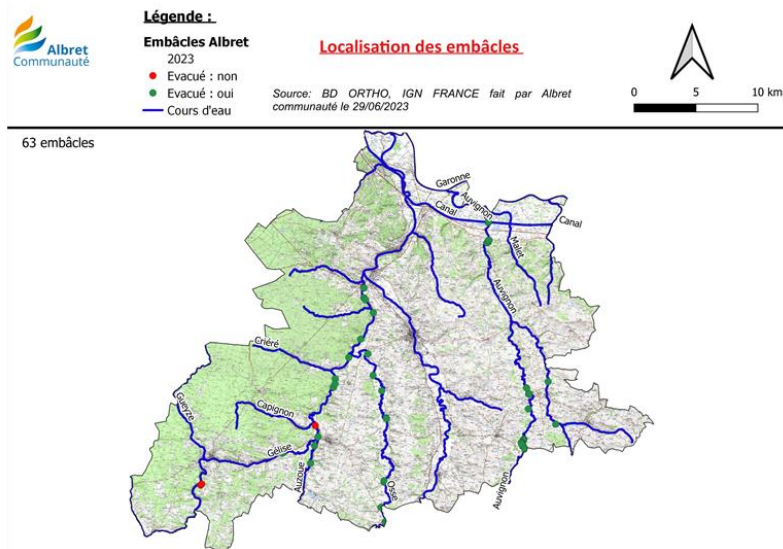 Albret
Communauté
Légende :
Embâcles Albret
2023
Evacué : non
Evacué : oui
Cours d'eau
Localisation des embâcles
Source: BD ORTHO, IGN FRANCE fait par Albret
communauté le 29/06/2023
0 5 10 km
63 embâcles
Garonne
Auvignon
Canal
Canal
Malet
Auvignon
Criéré
Gueyze
Capignon
Gélise
Auzoue
Osse
Auvignon